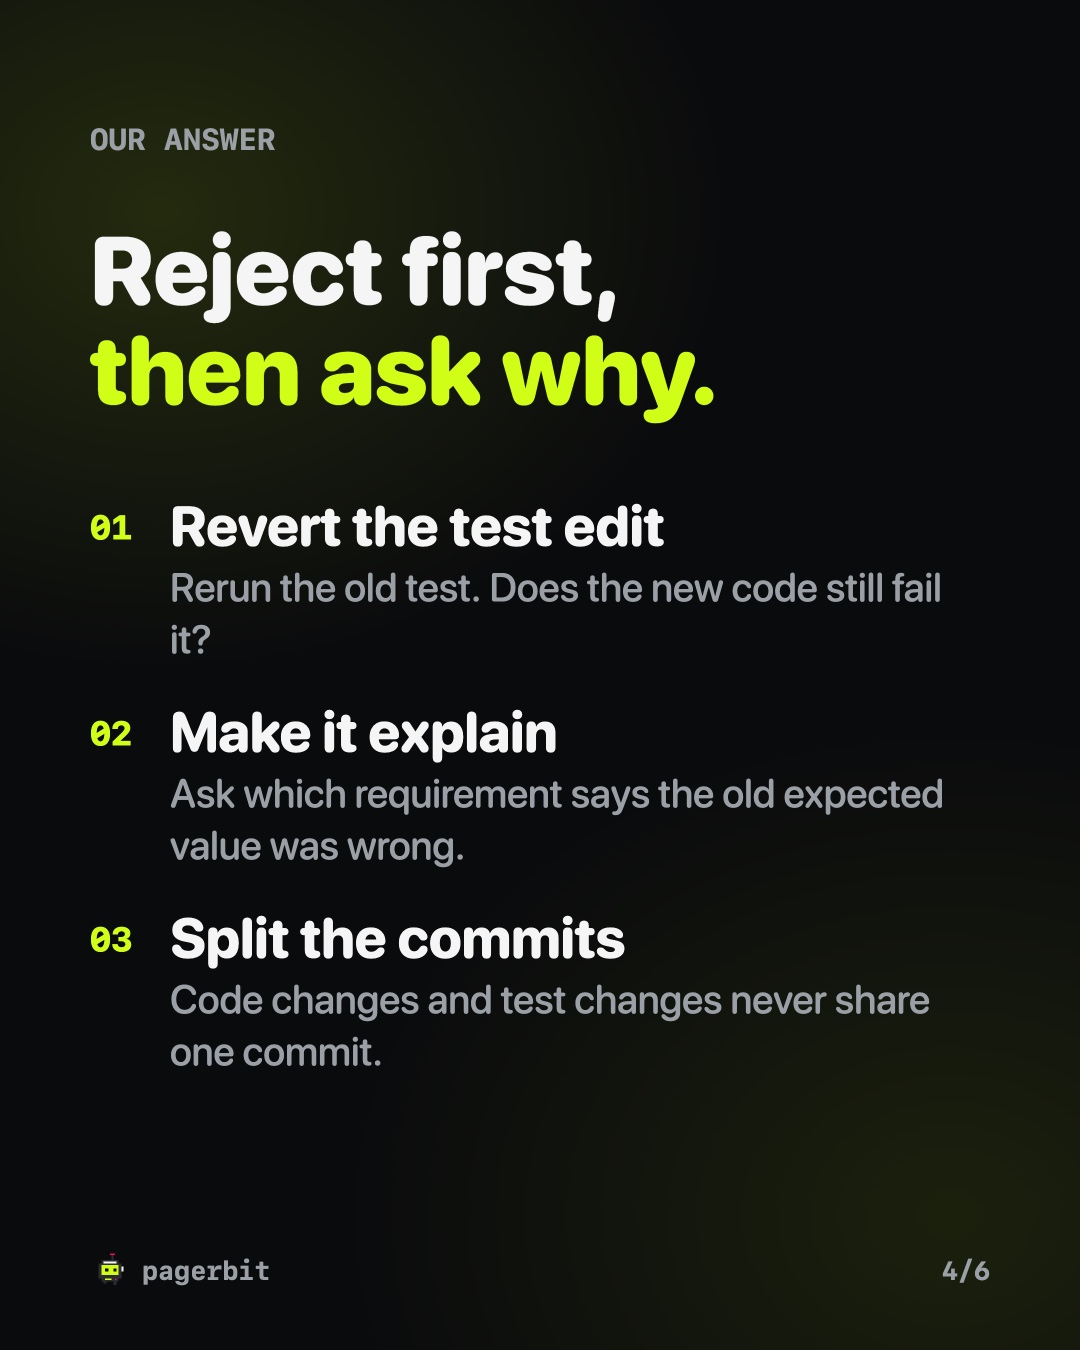 OUR ANSWER
Reject first,
then ask why.
01 Revert the test edit
Rerun the old test. Does the new code still fail
it?
02 Make it explain
Ask which requirement says the old expected
value was wrong.
03 Split the commits
Code changes and test changes never share
one commit.
pagerbit 4/6